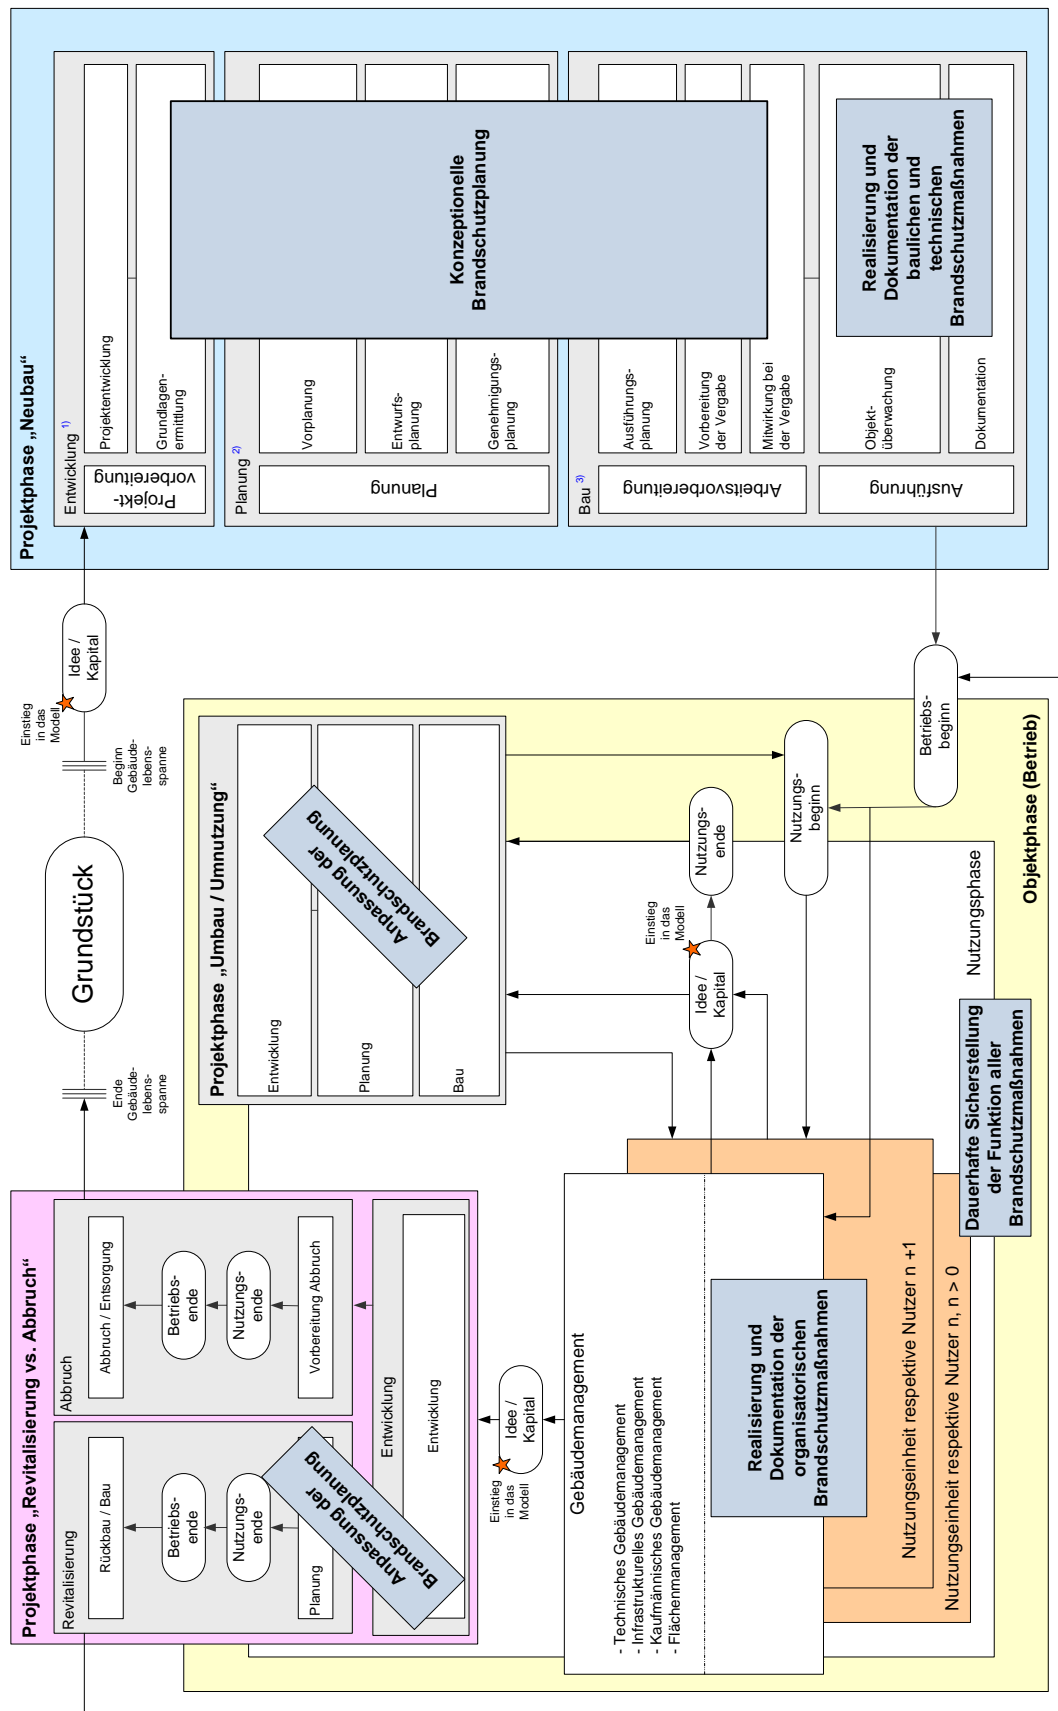 Projektphase „Revitalisierung vs. Abbruch“
Revitalisierung
Rückbau / Bau
Betriebs-
ende
Nutzungs-
ende
Planung
Abbruch
Abbruch / Entsorgung
Betriebs-
ende
Nutzungs-
ende
Vorbereitung Abbruch
Entwicklung
Entwicklung
Anpassung der
Brandschutzplanung
Ende
Gebäude-
lebens-
spanne
Grundstück
Beginn
Gebäude-
lebens-
spanne
Einstieg
in das
Modell
Idee /
Kapital
Projektphase „Neubau“
Entwicklung 1)
Projekt-
vorbereitung
Projektentwicklung
Grundlagen-
ermittlung
Planung 2)
Planung
Vorplanung
Entwurfs-
planung
Genehmigungs-
planung
Bau 3)
Arbeitsvorbereitung
Ausführungs-
planung
Vorbereitung
der Vergabe
Mitwirkung bei
der Vergabe
Ausführung
Objekt-
überwachung
Dokumentation
Konzeptionelle
Brandschutzplanung
Realisierung und
Dokumentation der
baulichen und
technischen
Brandschutzmaßnahmen
Projektphase „Umbau / Umnutzung“
Entwicklung
Planung
Bau
Anpassung der
Brandschutzplanung
Einstieg
in das
Modell
Idee /
Kapital
Gebäudemanagement
- Technisches Gebäudemanagement
- Infrastrukturelles Gebäudemanagement
- Kaufmännisches Gebäudemanagement
- Flächenmanagement
Realisierung und
Dokumentation der
organisatorischen
Brandschutzmaßnahmen
Einstieg
in das
Modell
Idee /
Kapital
Nutzungs-
ende
Nutzungs-
beginn
Betriebs-
beginn
Nutzungseinheit respektive Nutzer n +1
Nutzungseinheit respektive Nutzer n, n > 0
Dauerhafte Sicherstellung
der Funktion aller
Brandschutzmaßnahmen
Nutzungsphase
Objektphase (Betrieb)